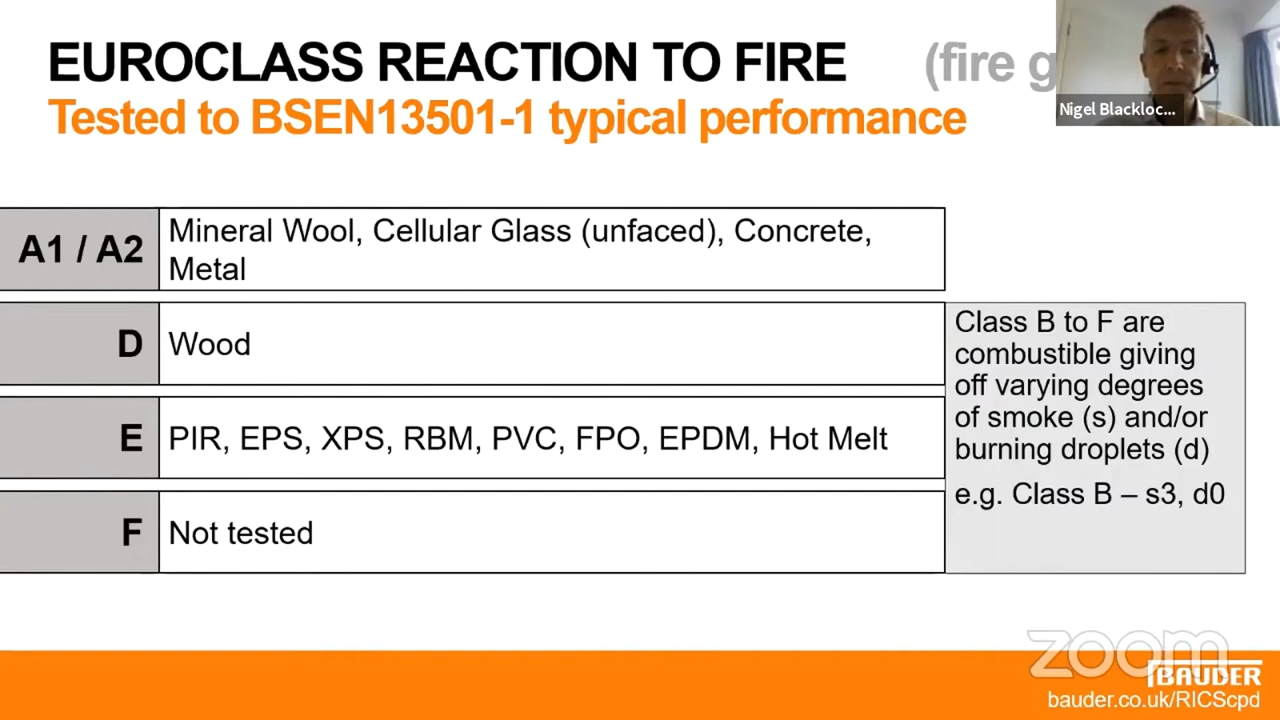 EUROCLASS REACTION TO FIRE (fire g
Tested to BSEN13501-1 typical performance
Nigel Blackloc...
A1 / A2
Mineral Wool, Cellular Glass (unfaced), Concrete,
Metal
D
Wood
E
PIR, EPS, XPS, RBM, PVC, FPO, EPDM, Hot Melt
F
Not tested
Class B to F are
combustible giving
off varying degrees
of smoke (s) and/or
burning droplets (d)
e.g. Class B – s3, d0
zoom
BAUDER
bauder.co.uk/RICScpd